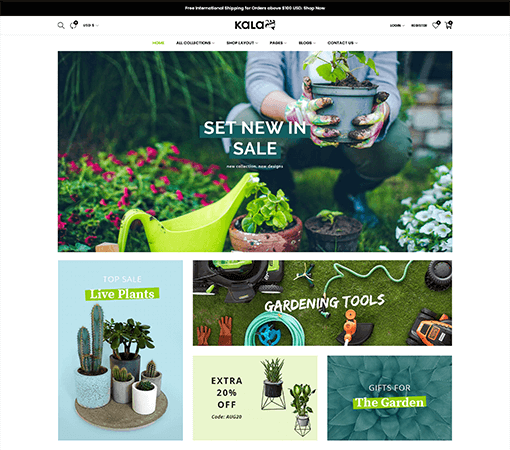 Free International Shipping for Orders above $100 USD. Shop Now
USD $
KALA
LOGIN
REGISTER
0
0
HOME
ALL COLLECTIONS
SHOP LAYOUT
PAGES
BLOGS
CONTACT US
SET NEW IN
SALE
new collection, new designs
TOP SALE
Live Plants
GARDENING TOOLS
EXTRA
20%
OFF
Code: AUG20
GIFTS FOR
The Garden